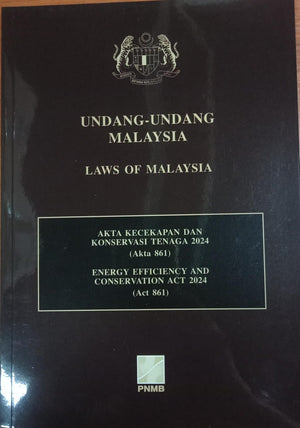 UNDANG-UNDANG
MALAYSIA
LAWS OF MALAYSIA
AKTA KECEKAPAN DAN
KONSERVASI TENAGA 2024
(Akta 861)
ENERGY EFFICIENCY AND
CONSERVATION ACT 2024
(Act 861)
PNMB